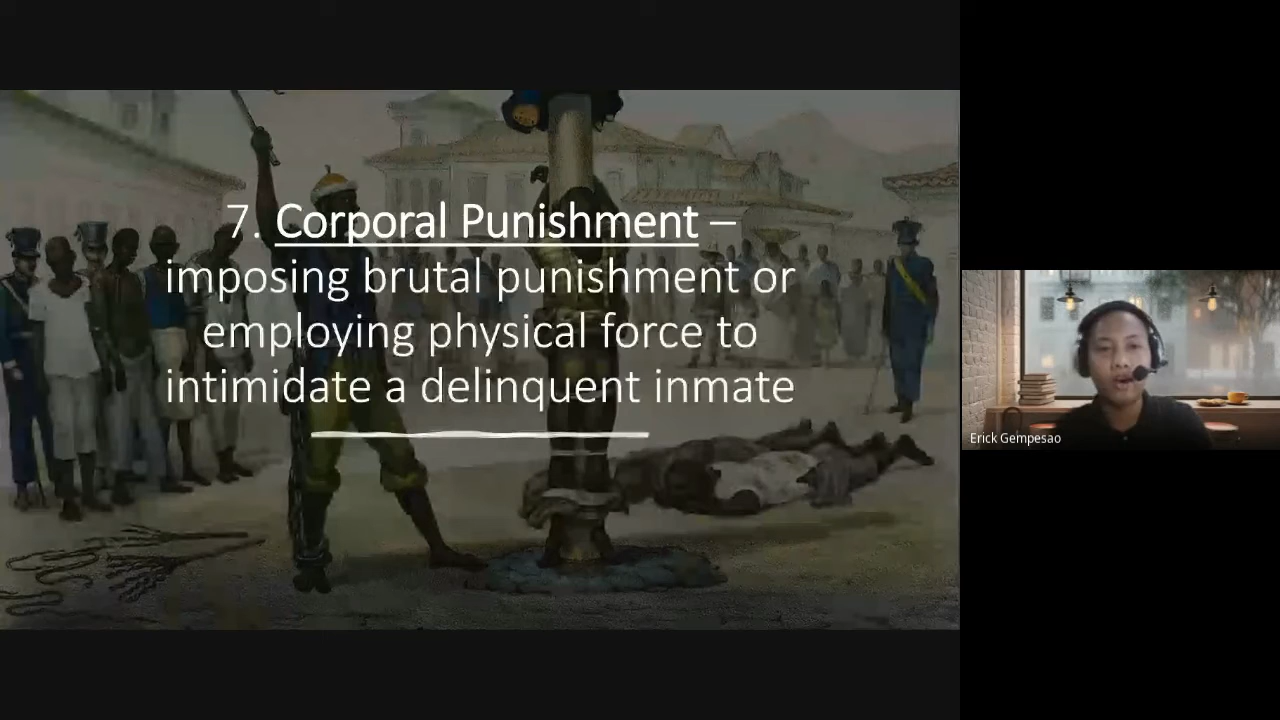 7. Corporal Punishment –
imposing brutal punishment or
employing physical force to
intimidate a delinquent inmate
Erick Gempesao